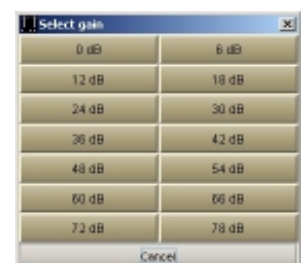 Select gain
0 dB 6 dB
12 dB 18 dB
24 dB 30 dB
36 dB 42 dB
48 dB 54 dB
60 dB 66 dB
72 dB 78 dB
Cancel